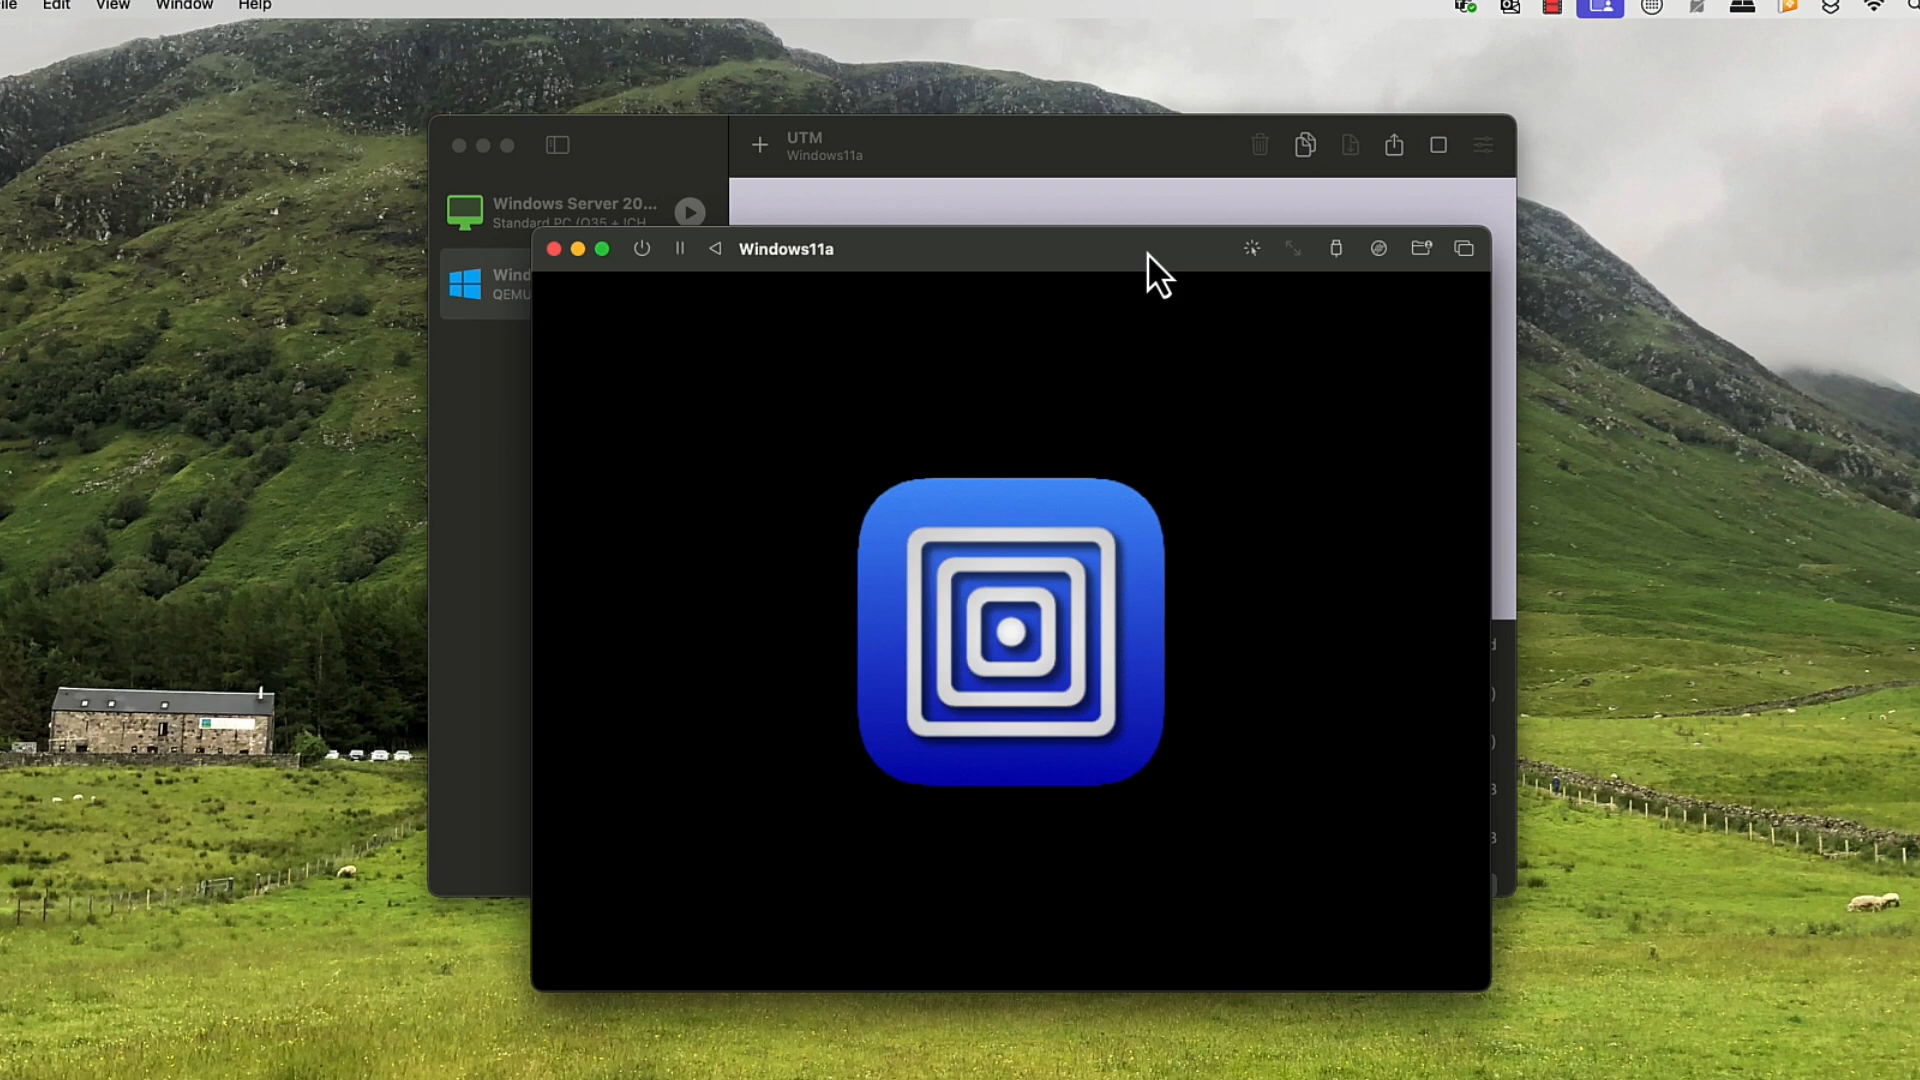 Edit View Window Help
UTM
Windows11a
Windows Server 20...
Standard PC (Q35 + ICH
Windows11a
Wind
QEMU